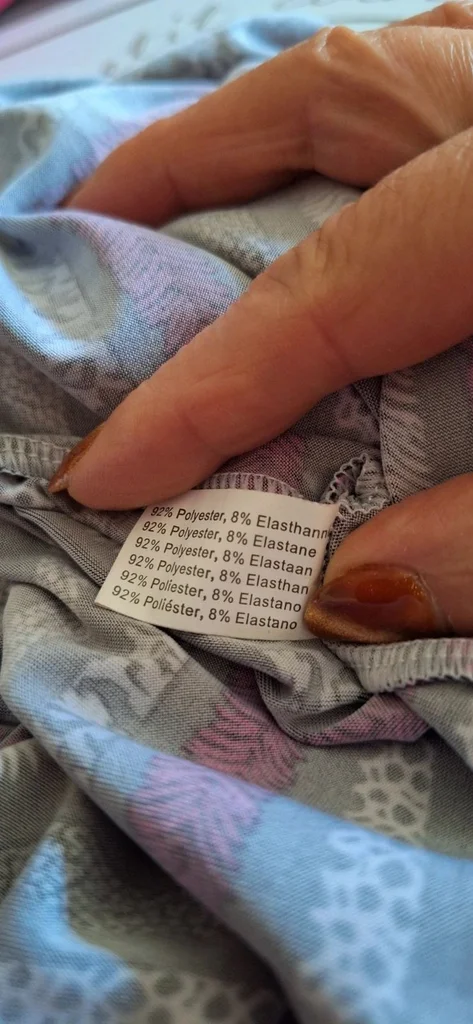 92% Polyester, 8% Elasthann
92% Polyester, 8% Elastane
92% Polyester, 8% Elastaan
92% Polyester, 8% Elasthan
92% Poliester, 8% Elastano
92% Poliéster, 8% Elastano